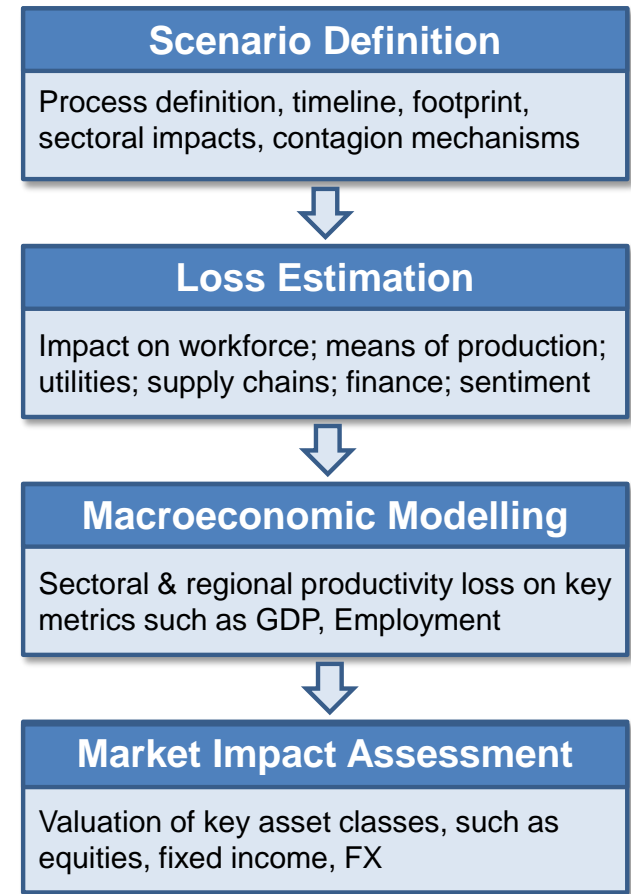 Scenario Definition
Process definition, timeline, footprint,
sectoral impacts, contagion mechanisms
Loss Estimation
Impact on workforce; means of production;
utilities; supply chains; finance; sentiment
Macroeconomic Modelling
Sectoral & regional productivity loss on key
metrics such as GDP, Employment
Market Impact Assessment
Valuation of key asset classes, such as
equities, fixed income, FX